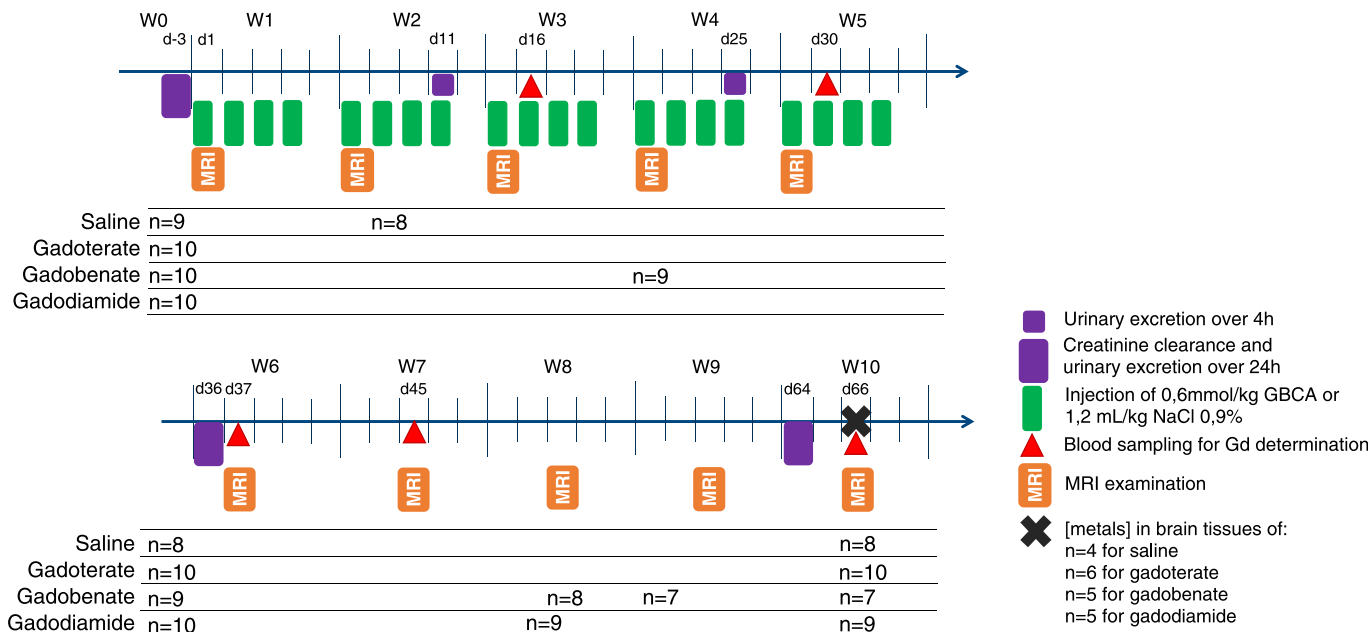 W0 W1 W2 W3 W4 W5
d-3 d1 d11 d16 d25 d30
MRI MRI MRI MRI MRI
Saline n=9 n=8
Gadoterate n=10
Gadobenate n=10 n=9
Gadodiamide n=10
W6 W7 W8 W9 W10
d36 d37 d45 d64 d66
MRI MRI MRI MRI MRI
Saline n=8 n=8
Gadoterate n=10 n=10
Gadobenate n=9 n=8 n=7 n=7
Gadodiamide n=10 n=9 n=9
Urinary excretion over 4h
Creatinine clearance and
urinary excretion over 24h
Injection of 0,6mmol/kg GBCA or
1,2 mL/kg NaCl 0,9%
Blood sampling for Gd determination
MRI MRI examination
[metals] in brain tissues of:
n=4 for saline
n=6 for gadoterate
n=5 for gadobenate
n=5 for gadodiamide